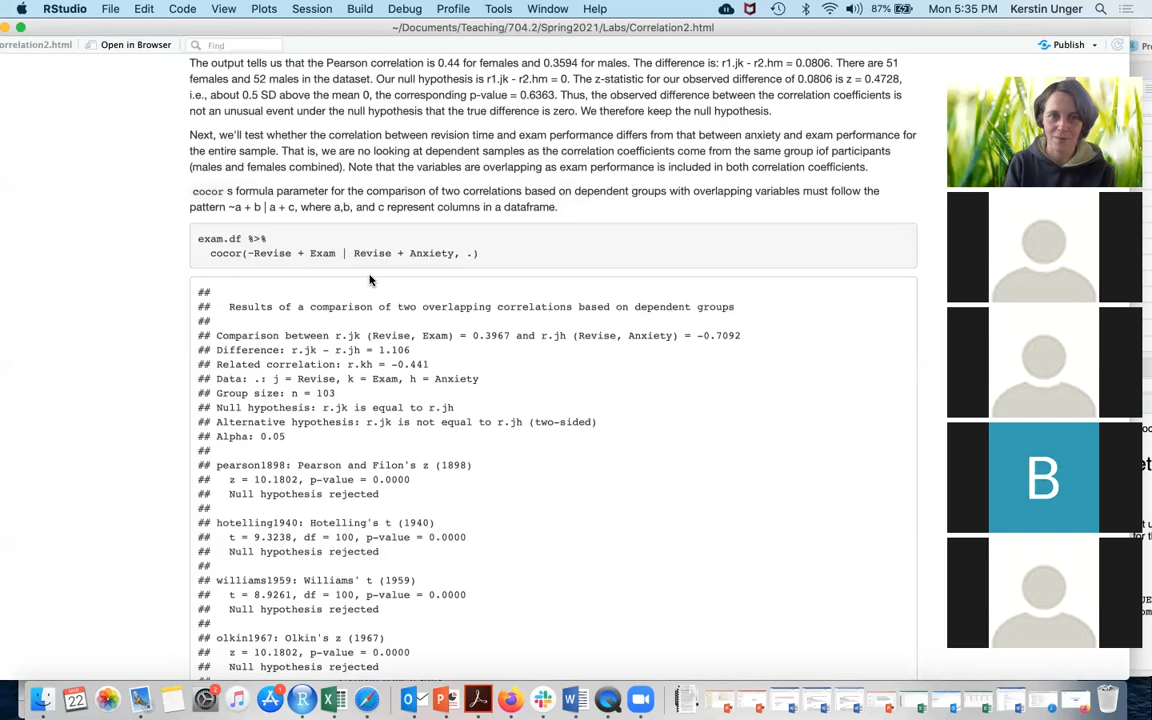 RStudio File Edit Code View Plots Session Build Debug Profile Tools Window Help 87% Mon 5:35 PM Kerstin Unger
~/Documents/Teaching/704.2/Spring2021/Labs/Correlation2.html
orrelation2.html Open in Browser Find Publish
The output tells us that the Pearson correlation is 0.44 for females and 0.3594 for males. The difference is: r1.jk - r2.hm = 0.0806. There are 51
females and 52 males in the dataset. Our null hypothesis is r1.jk - r2.hm = 0. The z-statistic for our observed difference of 0.0806 is z = 0.4728,
i.e., about 0.5 SD above the mean 0, the corresponding p-value = 0.6363. Thus, the observed difference between the correlation coefficients is
not an unusual event under the null hypothesis that the true difference is zero. We therefore keep the null hypothesis.
Next, we'll test whether the correlation between revision time and exam performance differs from that between anxiety and exam performance for
the entire sample. That is, we are no looking at dependent samples as the correlation coefficients come from the same group iof participants
(males and females combined). Note that the variables are overlapping as exam performance is included in both correlation coefficients.
cocor s formula parameter for the comparison of two correlations based on dependent groups with overlapping variables must follow the
pattern ~a + b | a + c, where a,b, and c represent columns in a dataframe.
exam.df %>%
cocor(~Revise + Exam | Revise + Anxiety, .)
##
## Results of a comparison of two overlapping correlations based on dependent groups
##
## Comparison between r.jk (Revise, Exam) = 0.3967 and r.jh (Revise, Anxiety) = -0.7092
## Difference: r.jk - r.jh = 1.106
## Related correlation: r.kh = -0.441
## Data: .: j = Revise, k = Exam, h = Anxiety
## Group size: n = 103
## Null hypothesis: r.jk is equal to r.jh
## Alternative hypothesis: r.jk is not equal to r.jh (two-sided)
## Alpha: 0.05
##
## pearson1898: Pearson and Filon's z (1898)
## z = 10.1802, p-value = 0.0000
## Null hypothesis rejected
##
## hotelling1940: Hotelling's t (1940)
## t = 9.3238, df = 100, p-value = 0.0000
## Null hypothesis rejected
##
## williams1959: Williams' t (1959)
## t = 8.9261, df = 100, p-value = 0.0000
## Null hypothesis rejected
##
## olkin1967: Olkin's z (1967)
## z = 10.1802, p-value = 0.0000
## Null hypothesis rejected
B